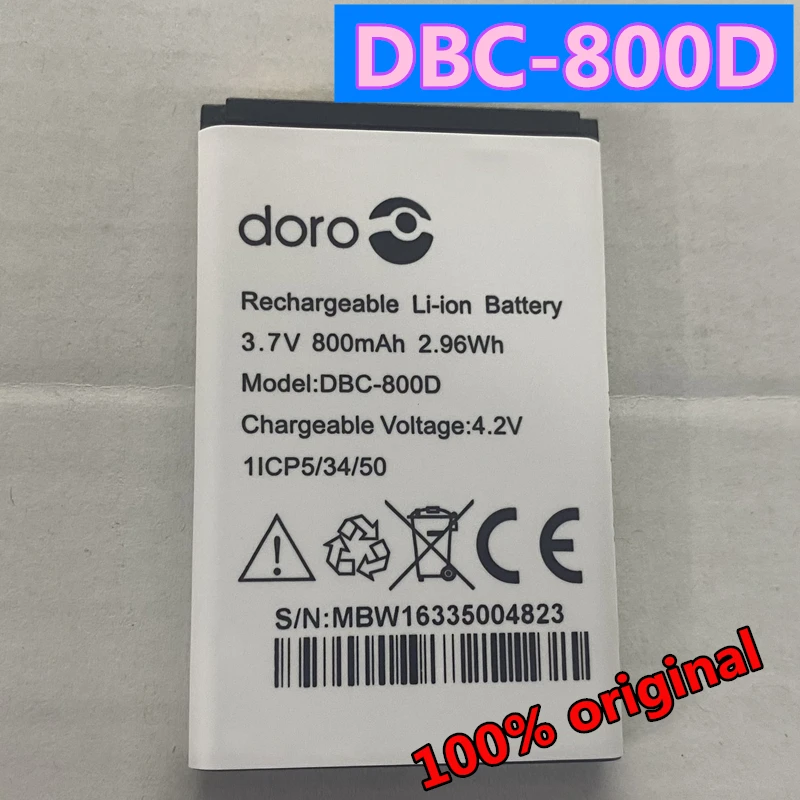 DBC-800D
doro
Rechargeable Li-ion Battery
3.7V 800mAh 2.96Wh
Model:DBC-800D
Chargeable Voltage:4.2V
1ICP5/34/50
CE
S/N:MBW16335004823
100% original